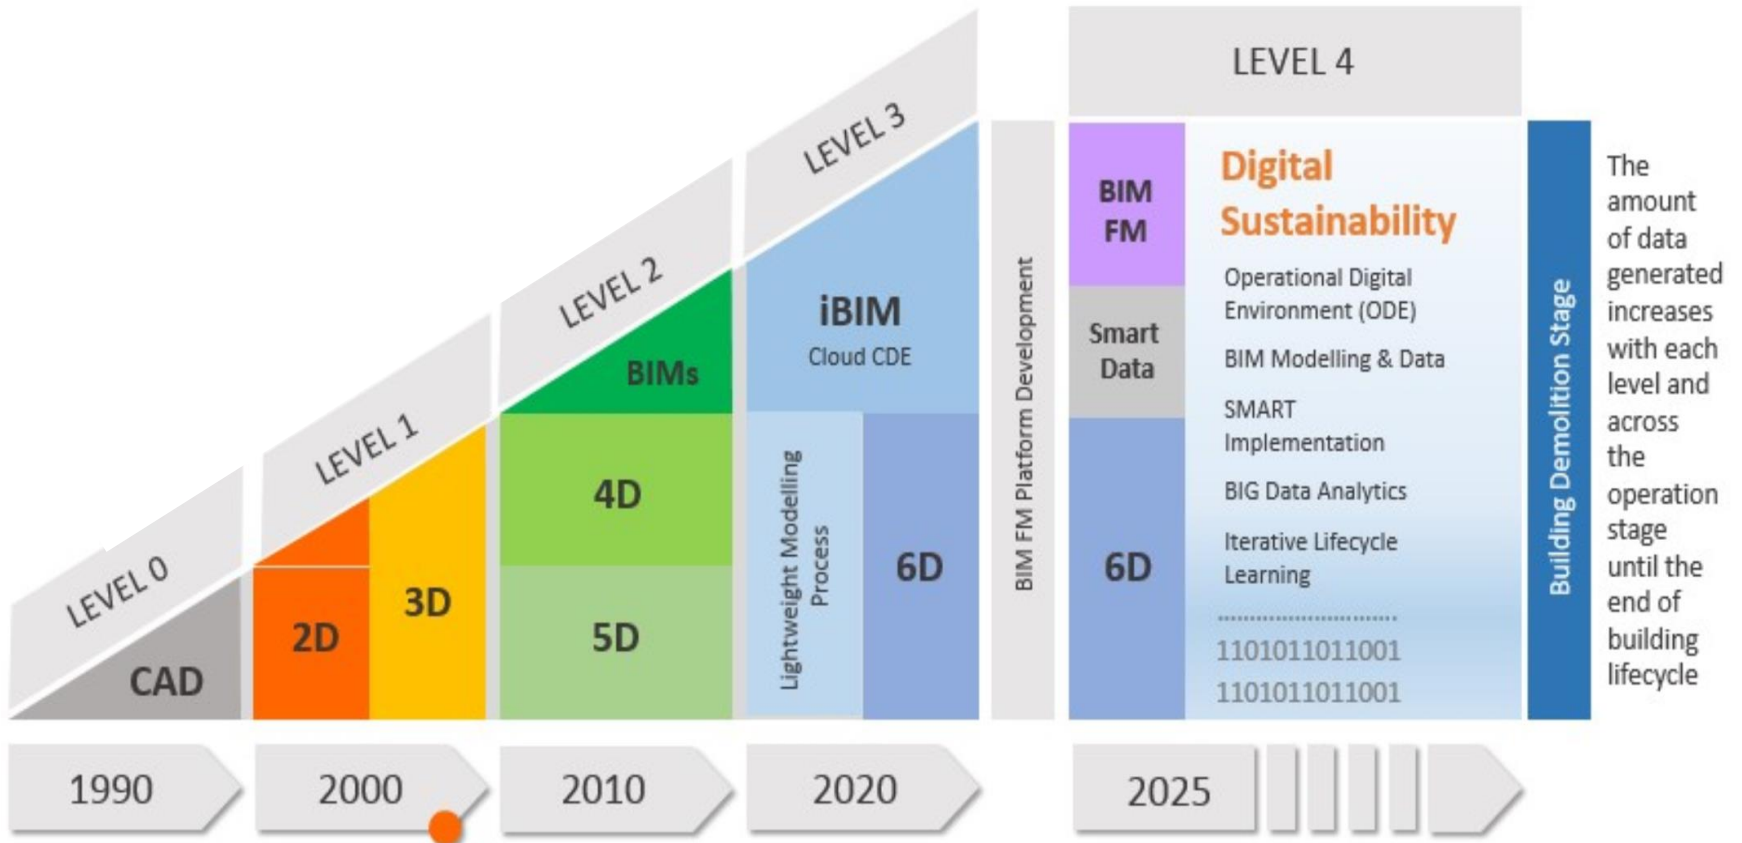 LEVEL 0
LEVEL 1
LEVEL 2
LEVEL 3
LEVEL 4
CAD
2D
3D
BIMs
4D
5D
iBIM
Cloud CDE
Lightweight Modelling
Process
6D
BIM FM Platform Development
BIM
FM
Smart
Data
6D
Digital
Sustainability
Operational Digital
Environment (ODE)
BIM Modelling & Data
SMART
Implementation
BIG Data Analytics
Iterative Lifecycle
Learning
............................
1101011011001
1101011011001
Building Demolition Stage
The
amount
of data
generated
increases
with each
level and
across
the
operation
stage
until the
end of
building
lifecycle
1990
2000
2010
2020
2025